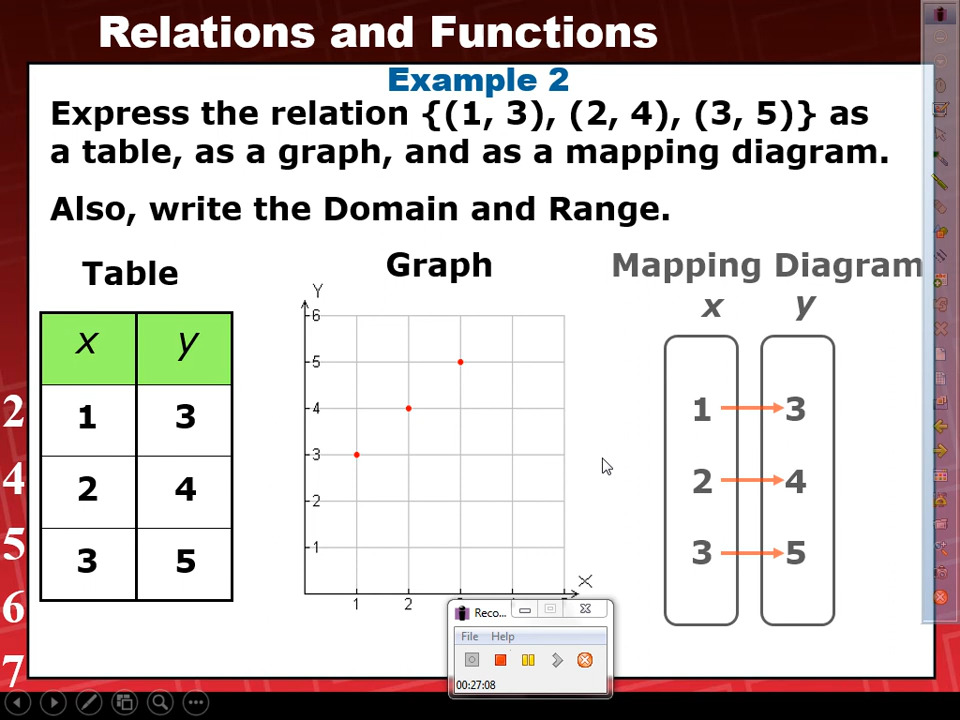 Relations and Functions
Example 2
Express the relation {(1, 3), (2, 4), (3, 5)} as
a table, as a graph, and as a mapping diagram.
Also, write the Domain and Range.
Table
x y
1 3
2 4
3 5
Graph
Y
6
5
4
3
2
1
X
1 2
Mapping Diagram
x y
1 3
2 4
3 5
2
4
5
6
7
Reco...
File Help
00:27:08